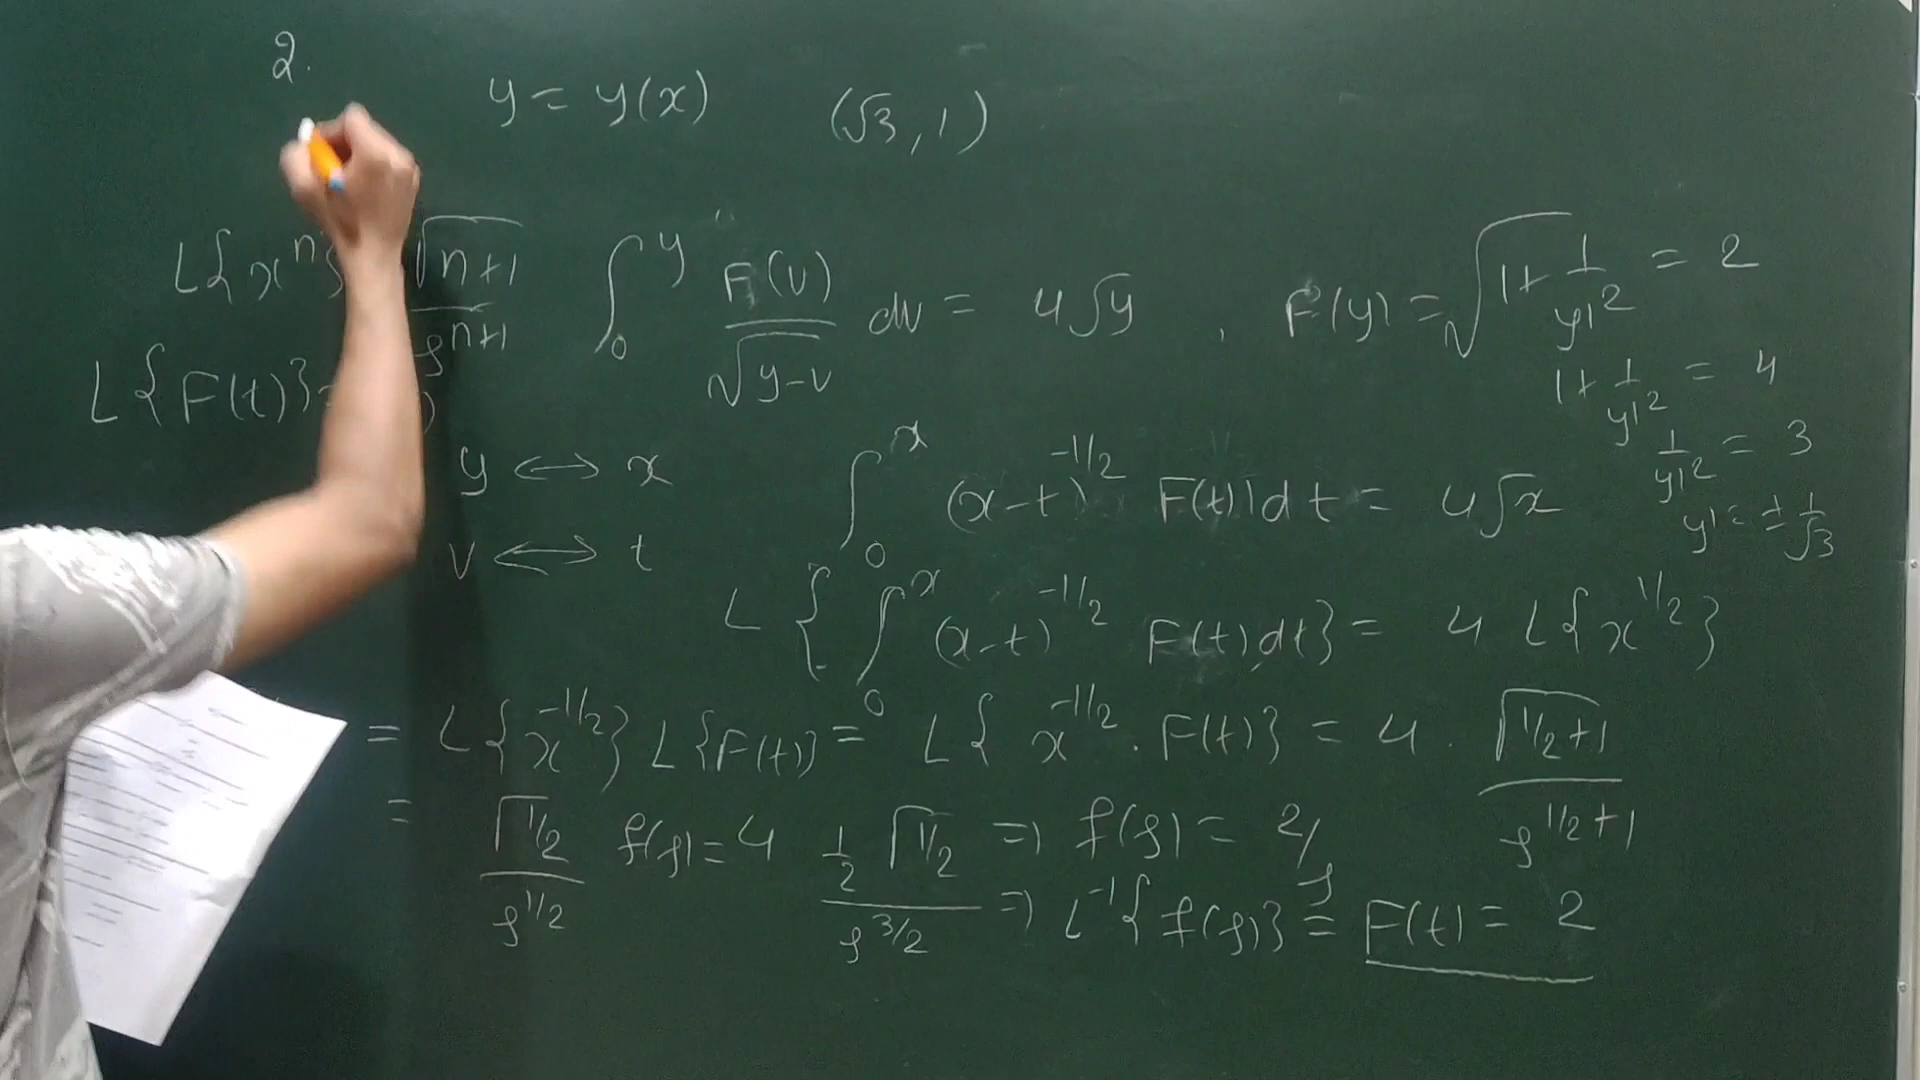 2.
y = y(x) (√3, 1)
L{xⁿ} √n+1 / pⁿ⁺¹ ∫₀^y F(v)/√(y-v) dv = 4√y , F(y) = √(1+1/y'²) = 2
L{F(t)} 1+1/y'² = 4
1/y'² = 3
y ↔ x ∫₀^x (x-t)^(-1/2) F(t) dt = 4√x y' = ± 1/√3
v ↔ t
L{∫₀^x (x-t)^(-1/2) F(t) dt} = 4 L{x^(1/2)}
= L{x^(-1/2)} L{F(t)} = L{x^(-1/2) . F(t)} = 4 . √1/2+1 / p^(1/2+1)
= √1/2 / p^(1/2) f(p) = 4 1/2 √1/2 / p^(3/2) ⇒ f(p) = 2/p
⇒ L⁻¹{f(p)} = F(t) = 2